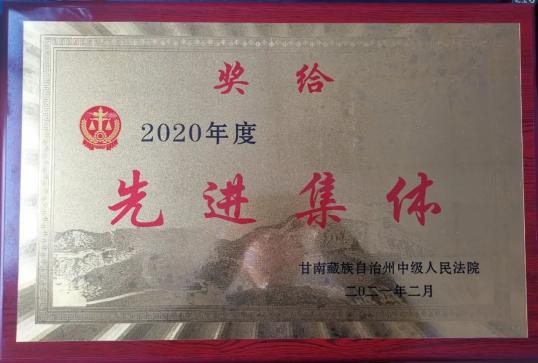 奖给
2020年度
先进集体
甘南藏族自治州中级人民法院
二〇二一年二月